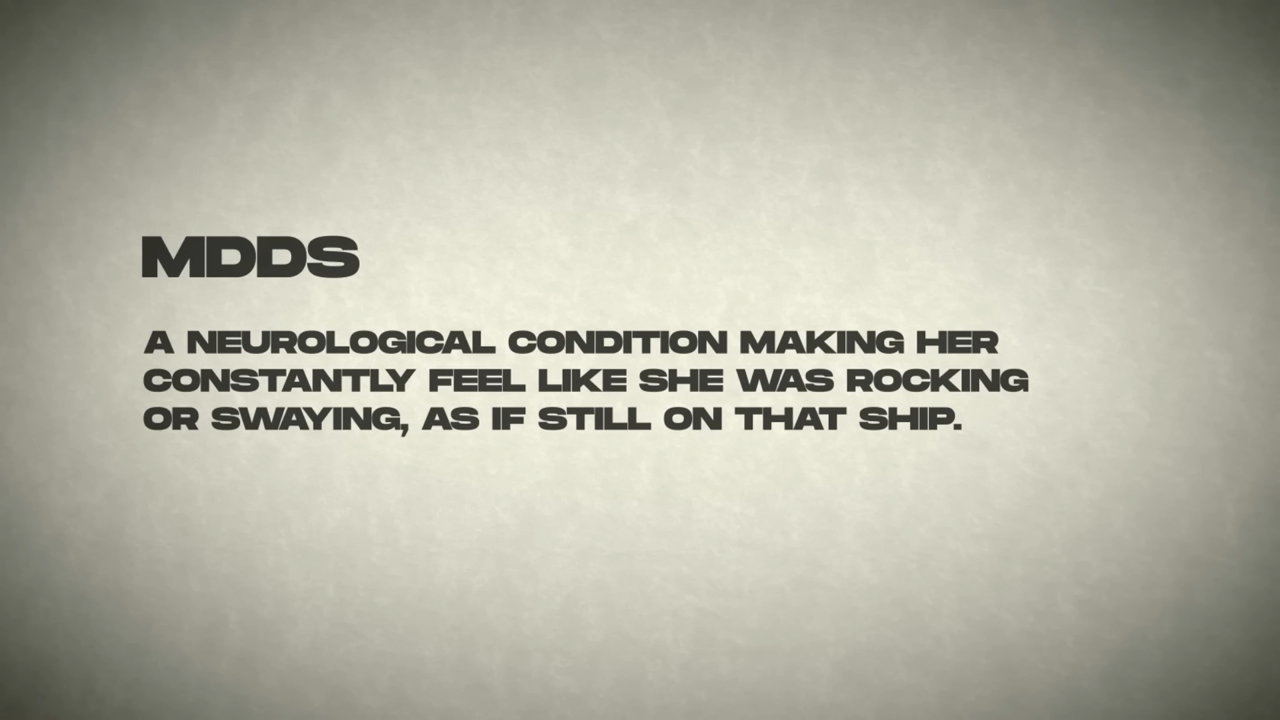 MDDS
A NEUROLOGICAL CONDITION MAKING HER
CONSTANTLY FEEL LIKE SHE WAS ROCKING
OR SWAYING, AS IF STILL ON THAT SHIP.